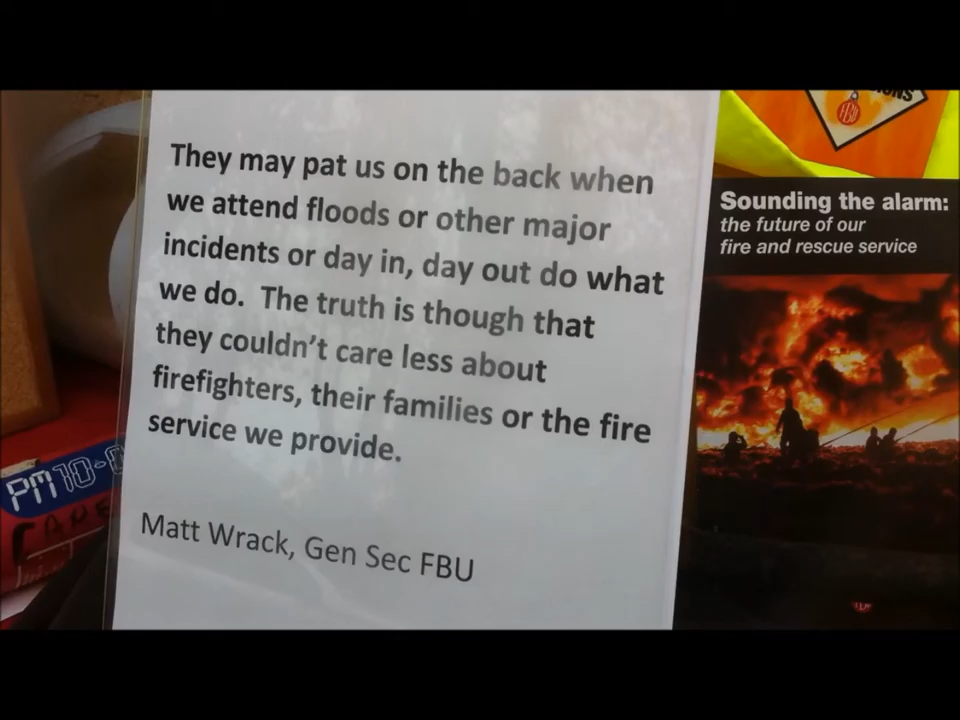 They may pat us on the back when
we attend floods or other major
incidents or day in, day out do what
we do. The truth is though that
they couldn't care less about
firefighters, their families or the fire
service we provide.
Matt Wrack, Gen Sec FBU
FBU
Sounding the alarm:
the future of our
fire and rescue service
PM10-